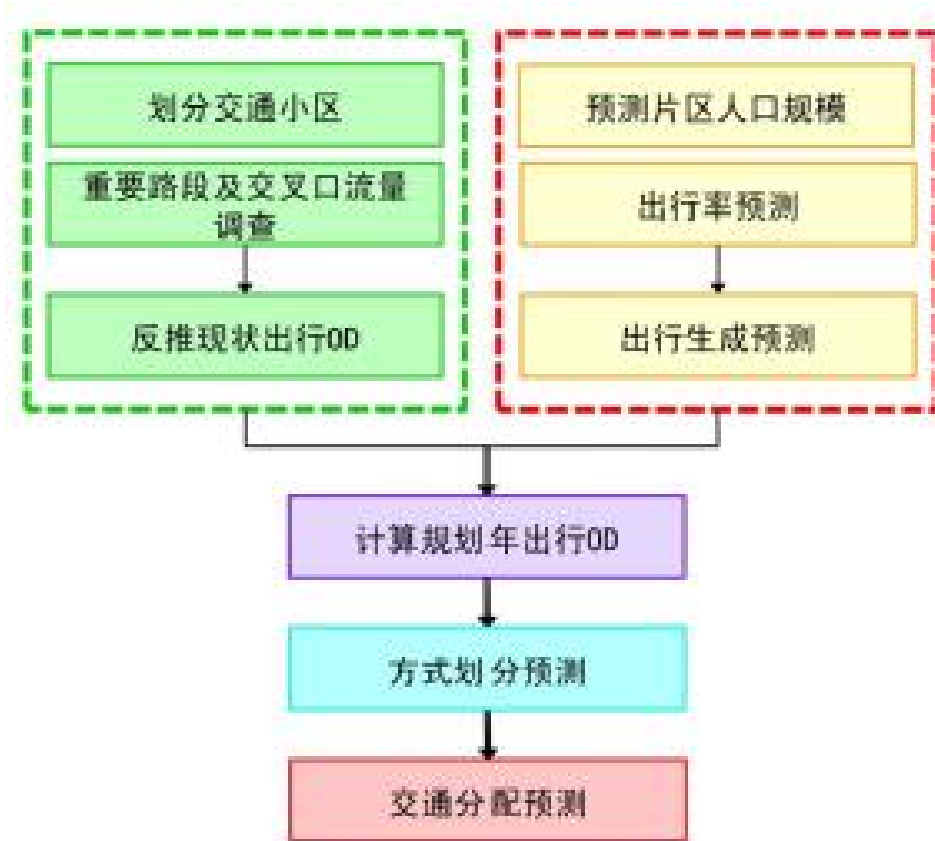 划分交通小区
重要路段及交叉口流量
调查
反推现状出行OD
预测片区人口规模
出行率预测
出行生成预测
计算规划年出行OD
方式划分预测
交通分配预测